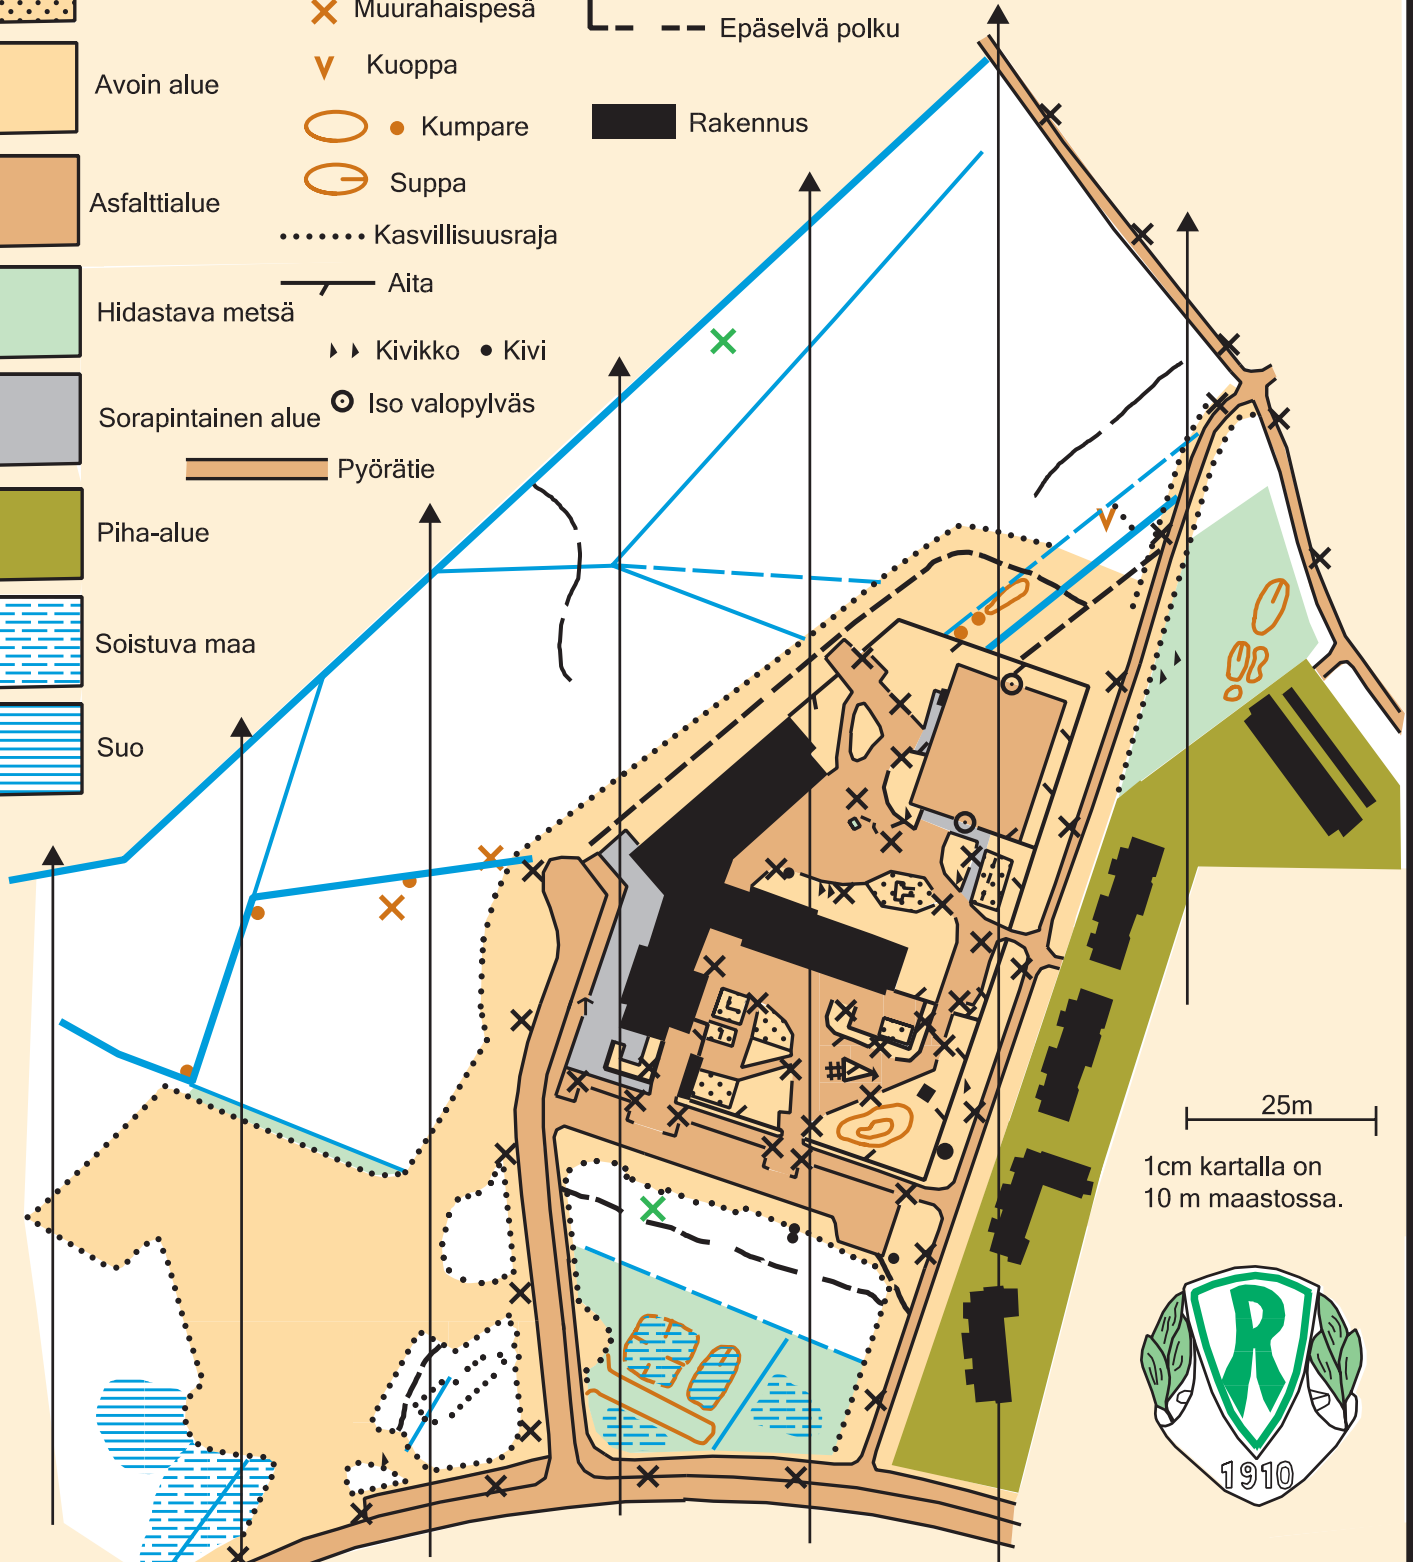 Avoin alue
Asfalttialue
Hidastava metsä
Sorapintainen alue
Pyörätie
Piha-alue
Soistuva maa
Suo
Muurahaispesä
Kuoppa
Kumpare
Suppa
Kasvillisuusraja
Aita
Kivikko
Kivi
Iso valopylväs
Epäselvä polku
Rakennus
25m
1cm kartalla on
10 m maastossa.
R
1910